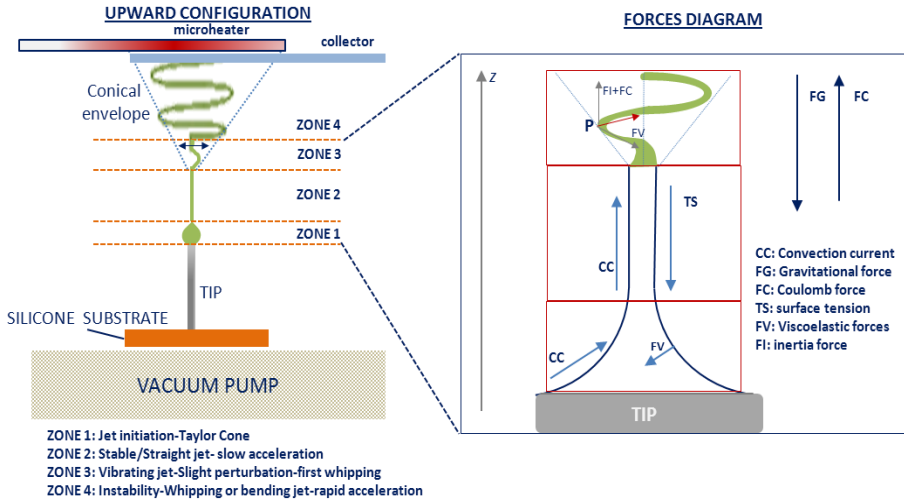 UPWARD CONFIGURATION
microheater
collector
Conical
envelope
ZONE 4
ZONE 3
ZONE 2
ZONE 1
TIP
SILICONE SUBSTRATE
VACUUM PUMP
ZONE 1: Jet initiation-Taylor Cone
ZONE 2: Stable/Straight jet- slow acceleration
ZONE 3: Vibrating jet-Slight perturbation-first whipping
ZONE 4: Instability-Whipping or bending jet-rapid acceleration
FORCES DIAGRAM
Z
FI+FC
P
FV
FG
FC
TS
CC
CC
FV
TIP
CC: Convection current
FG: Gravitational force
FC: Coulomb force
TS: surface tension
FV: Viscoelastic forces
FI: inertia force